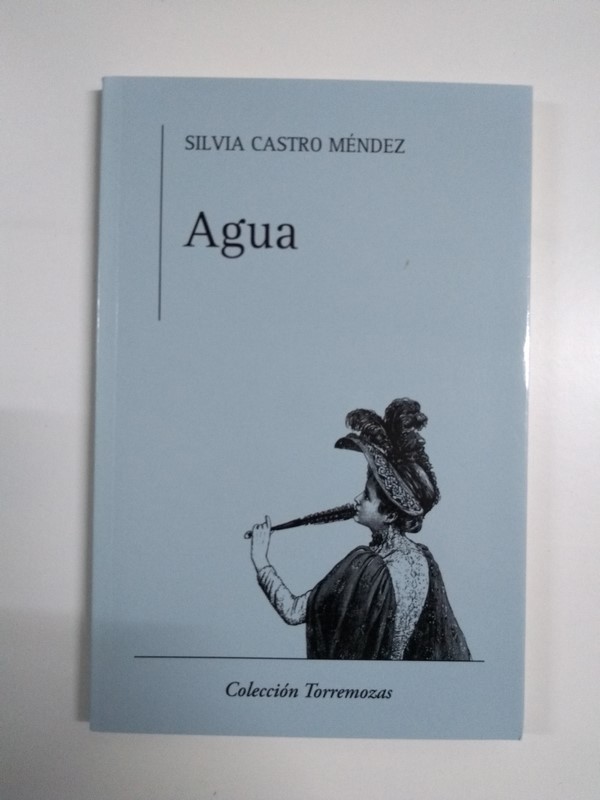 SILVIA CASTRO MÉNDEZ
Agua
Colección Torremozas